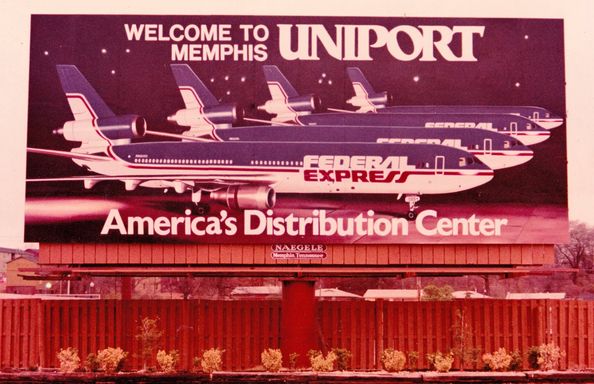 WELCOME TO
MEMPHIS UNIPORT
FEDERAL
EXPRESS
FEDERAL
FEDERAL
America's Distribution Center
NAEGELE
Memphis Tennessee